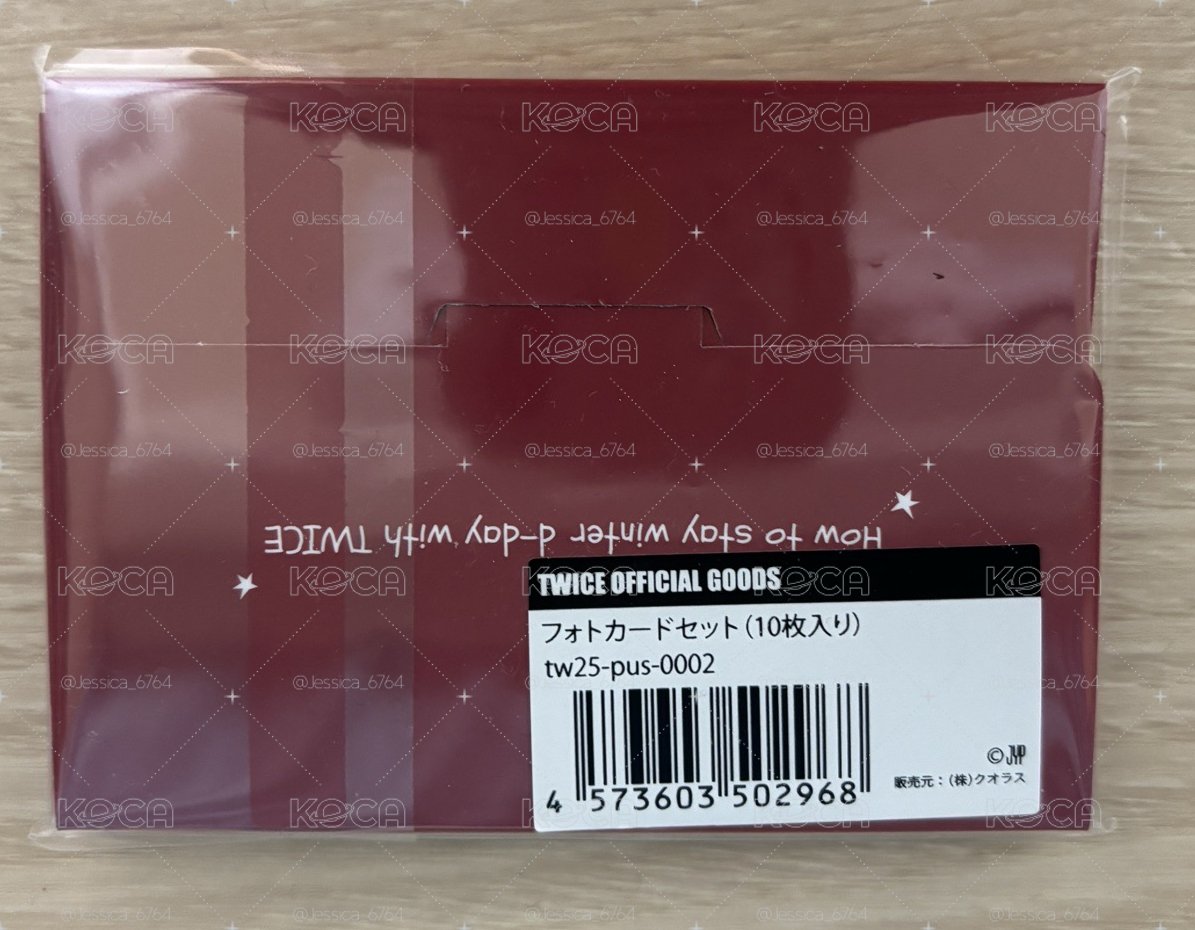 How to stay winter d-day with TWICE
TWICE OFFICIAL GOODS
フォトカードセット(10枚入り)
tw25-pus-0002
4 573603 502968
©JYP
販売元:(株)クオラス
KOCA
@Jessica_6764